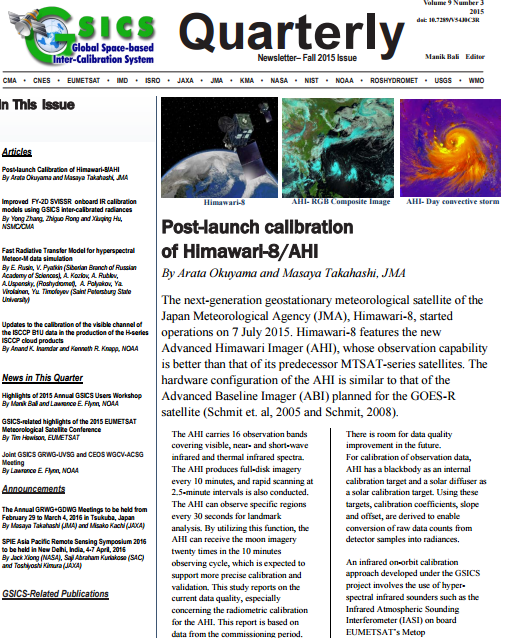 Volume 9 Number 3
2015
doi: 10.7289/V54J0C3R
GSICS
Global Space-based
Inter-Calibration System
Quarterly
Newsletter– Fall 2015 Issue
Manik Bali Editor
CMA • CNES • EUMETSAT • IMD • ISRO • JAXA • JMA • KMA • NASA • NIST • NOAA • ROSHYDROMET • USGS • WMO
In This Issue
Articles
Post-launch Calibration of Himawari-8/AHI
By Arata Okuyama and Masaya Takahashi, JMA
Improved FY-2D SVISSR onboard IR calibration
models using GSICS inter-calibrated radiances
By Yong Zhang, Zhiguo Rong and Xiuqing Hu,
NSMC/CMA
Fast Radiative Transfer Model for hyperspectral
Meteor-M data simulation
By E. Rusin, V. Pyatkin (Siberian Branch of Russian
Academy of Sciences), A. Kozlov, A. Rublev,
A.Uspensky, (Roshydromet), A. Polyakov, Ya.
Virolainen, Yu. Timofeyev (Saint Petersburg State
University)
Updates to the calibration of the visible channel of
the ISCCP B1U data in the production of the H-series
ISCCP cloud products
By Anand K. Inamdar and Kenneth R. Knapp, NOAA
News in This Quarter
Highlights of 2015 Annual GSICS Users Workshop
By Manik Bali and Lawrence E. Flynn, NOAA
GSICS-related highlights of the 2015 EUMETSAT
Meteorological Satellite Conference
By Tim Hewison, EUMETSAT
Joint GSICS GRWG-UVSG and CEOS WGCV-ACSG
Meeting
By Lawrence E. Flynn, NOAA
Announcements
The Annual GRWG+GDWG Meetings to be held from
February 29 to March 4, 2016 in Tsukuba, Japan
By Masaya Takahashi (JMA) and Misako Kachi (JAXA)
SPIE Asia Pacific Remote Sensing Symposium 2016
to be held in New Delhi, India, 4-7 April, 2016
By Jack Xiong (NASA), Saji Abraham Kuriakose (SAC)
and Toshiyoshi Kimura (JAXA)
GSICS-Related Publications
Himawari-8
AHI- RGB Composite Image
AHI- Day convective storm
Post-launch calibration
of Himawari-8/AHI
By Arata Okuyama and Masaya Takahashi, JMA
The next-generation geostationary meteorological satellite of the
Japan Meteorological Agency (JMA), Himawari-8, started
operations on 7 July 2015. Himawari-8 features the new
Advanced Himawari Imager (AHI), whose observation capability
is better than that of its predecessor MTSAT-series satellites. The
hardware configuration of the AHI is similar to that of the
Advanced Baseline Imager (ABI) planned for the GOES-R
satellite (Schmit et. al, 2005 and Schmit, 2008).
The AHI carries 16 observation bands
covering visible, near- and short-wave
infrared and thermal infrared spectra.
The AHI produces full-disk imagery
every 10 minutes, and rapid scanning at
2.5-minute intervals is also conducted.
The AHI can observe specific regions
every 30 seconds for landmark
analysis. By utilizing this function, the
AHI can receive the moon imagery
twenty times in the 10 minutes
observing cycle, which is expected to
support precise calibration and
validation. This study reports on the
current data quality, especially
concerning the radiometric calibration
for the AHI. This report is based on
data from the commissioning period.
There is room for data quality
improvement in the future.
For calibration of observation data,
AHI has a blackbody as an internal
calibration target and a solar diffuser as
a solar calibration target. Using these
targets, calibration coefficients, slope
and offset, are derived to enable
conversion of raw data counts from
detector samples into radiances.
An infrared on-orbit calibration
approach developed under the GSICS
project involves the use of hyper-
spectral infrared sounders such as the
Infrared Atmospheric Sounding
Interferometer (IASI) on board
EUMETSAT's Metop